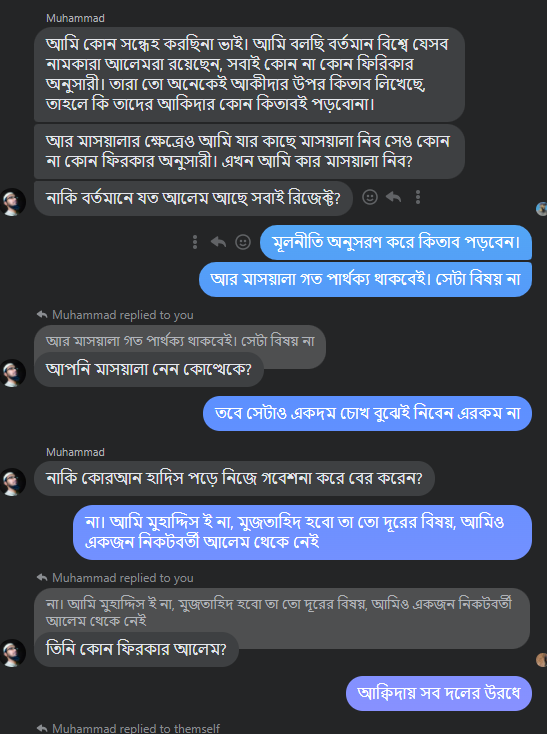 Muhammad
আমি কোন সন্ধেহ করছিনা ভাই। আমি বলছি বর্তমান বিশ্বে যেসব
নামকারা আলেমরা রয়েছেন, সবাই কোন না কোন ফিরিকার
অনুসারী। তারা তো অনেকেই আকীদার উপর কিতাব লিখেছে,
তাহলে কি তাদের আকিদার কোন কিতাবই পড়বোনা।
আর মাসয়ালার ক্ষেত্রেও আমি যার কাছে মাসয়ালা নিব সেও কোন
না কোন ফিরকার অনুসারী। এখন আমি কার মাসয়ালা নিব?
নাকি বর্তমানে যত আলেম আছে সবাই রিজেক্ট?
মূলনীতি অনুসরণ করে কিতাব পড়বেন।
আর মাসয়ালা গত পার্থক্য থাকবেই। সেটা বিষয় না
Muhammad replied to you
আর মাসয়ালা গত পার্থক্য থাকবেই। সেটা বিষয় না
আপনি মাসয়ালা নেন কোত্থেকে?
তবে সেটাও একদম চোখ বুঝেই নিবেন এরকম না
Muhammad
নাকি কোরআন হাদিস পড়ে নিজে গবেশনা করে বের করেন?
না। আমি মুহাদ্দিস ই না, মুজতাহিদ হবো তা তো দূরের বিষয়, আমিও
একজন নিকটবর্তী আলেম থেকে নেই
Muhammad replied to you
না। আমি মুহাদ্দিস ই না, মুজতাহিদ হবো তা তো দূরের বিষয়, আমিও একজন নিকটবর্তী
আলেম থেকে নেই
তিনি কোন ফিরকার আলেম?
আক্বিদায় সব দলের উরধে
Muhammad replied to themself